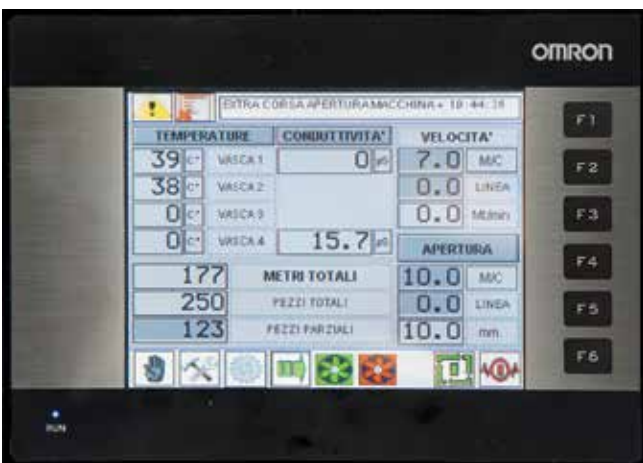 OMRON
EXTRA CORSA APERTURA MACCHINA + 10:44:38
TEMPERATURE CONDUTTIVITA' VELOCITA'
39 C° VASCA 1 0 µS 7.0 M/C
38 C° VASCA 2 0.0 LINEA
0 C° VASCA 3 0.0 Mt/min
0 C° VASCA 4 15.7 µS APERTURA
177 METRI TOTALI 10.0 M/C
250 PEZZI TOTALI 0.0 LINEA
123 PEZZI PARZIALI 10.0 mm
F1
F2
F3
F4
F5
F6
RUN